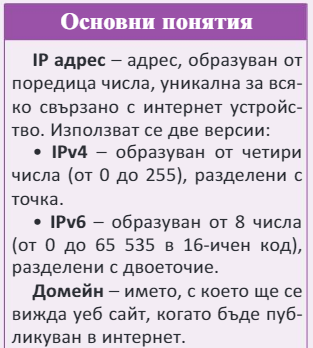 Основни понятия
IP адрес – адрес, образуван от
поредица числа, уникална за вся-
ко свързано с интернет устройс-
тво. Използват се две версии:
• IPv4 – образуван от четири
числа (от 0 до 255), разделени с
точка.
• IPv6 – образуван от 8 числа
(от 0 до 65 535 в 16-ичен код),
разделени с двоеточие.
Домейн – името, с което ще се
вижда уеб сайт, когато бъде пуб-
ликуван в интернет.